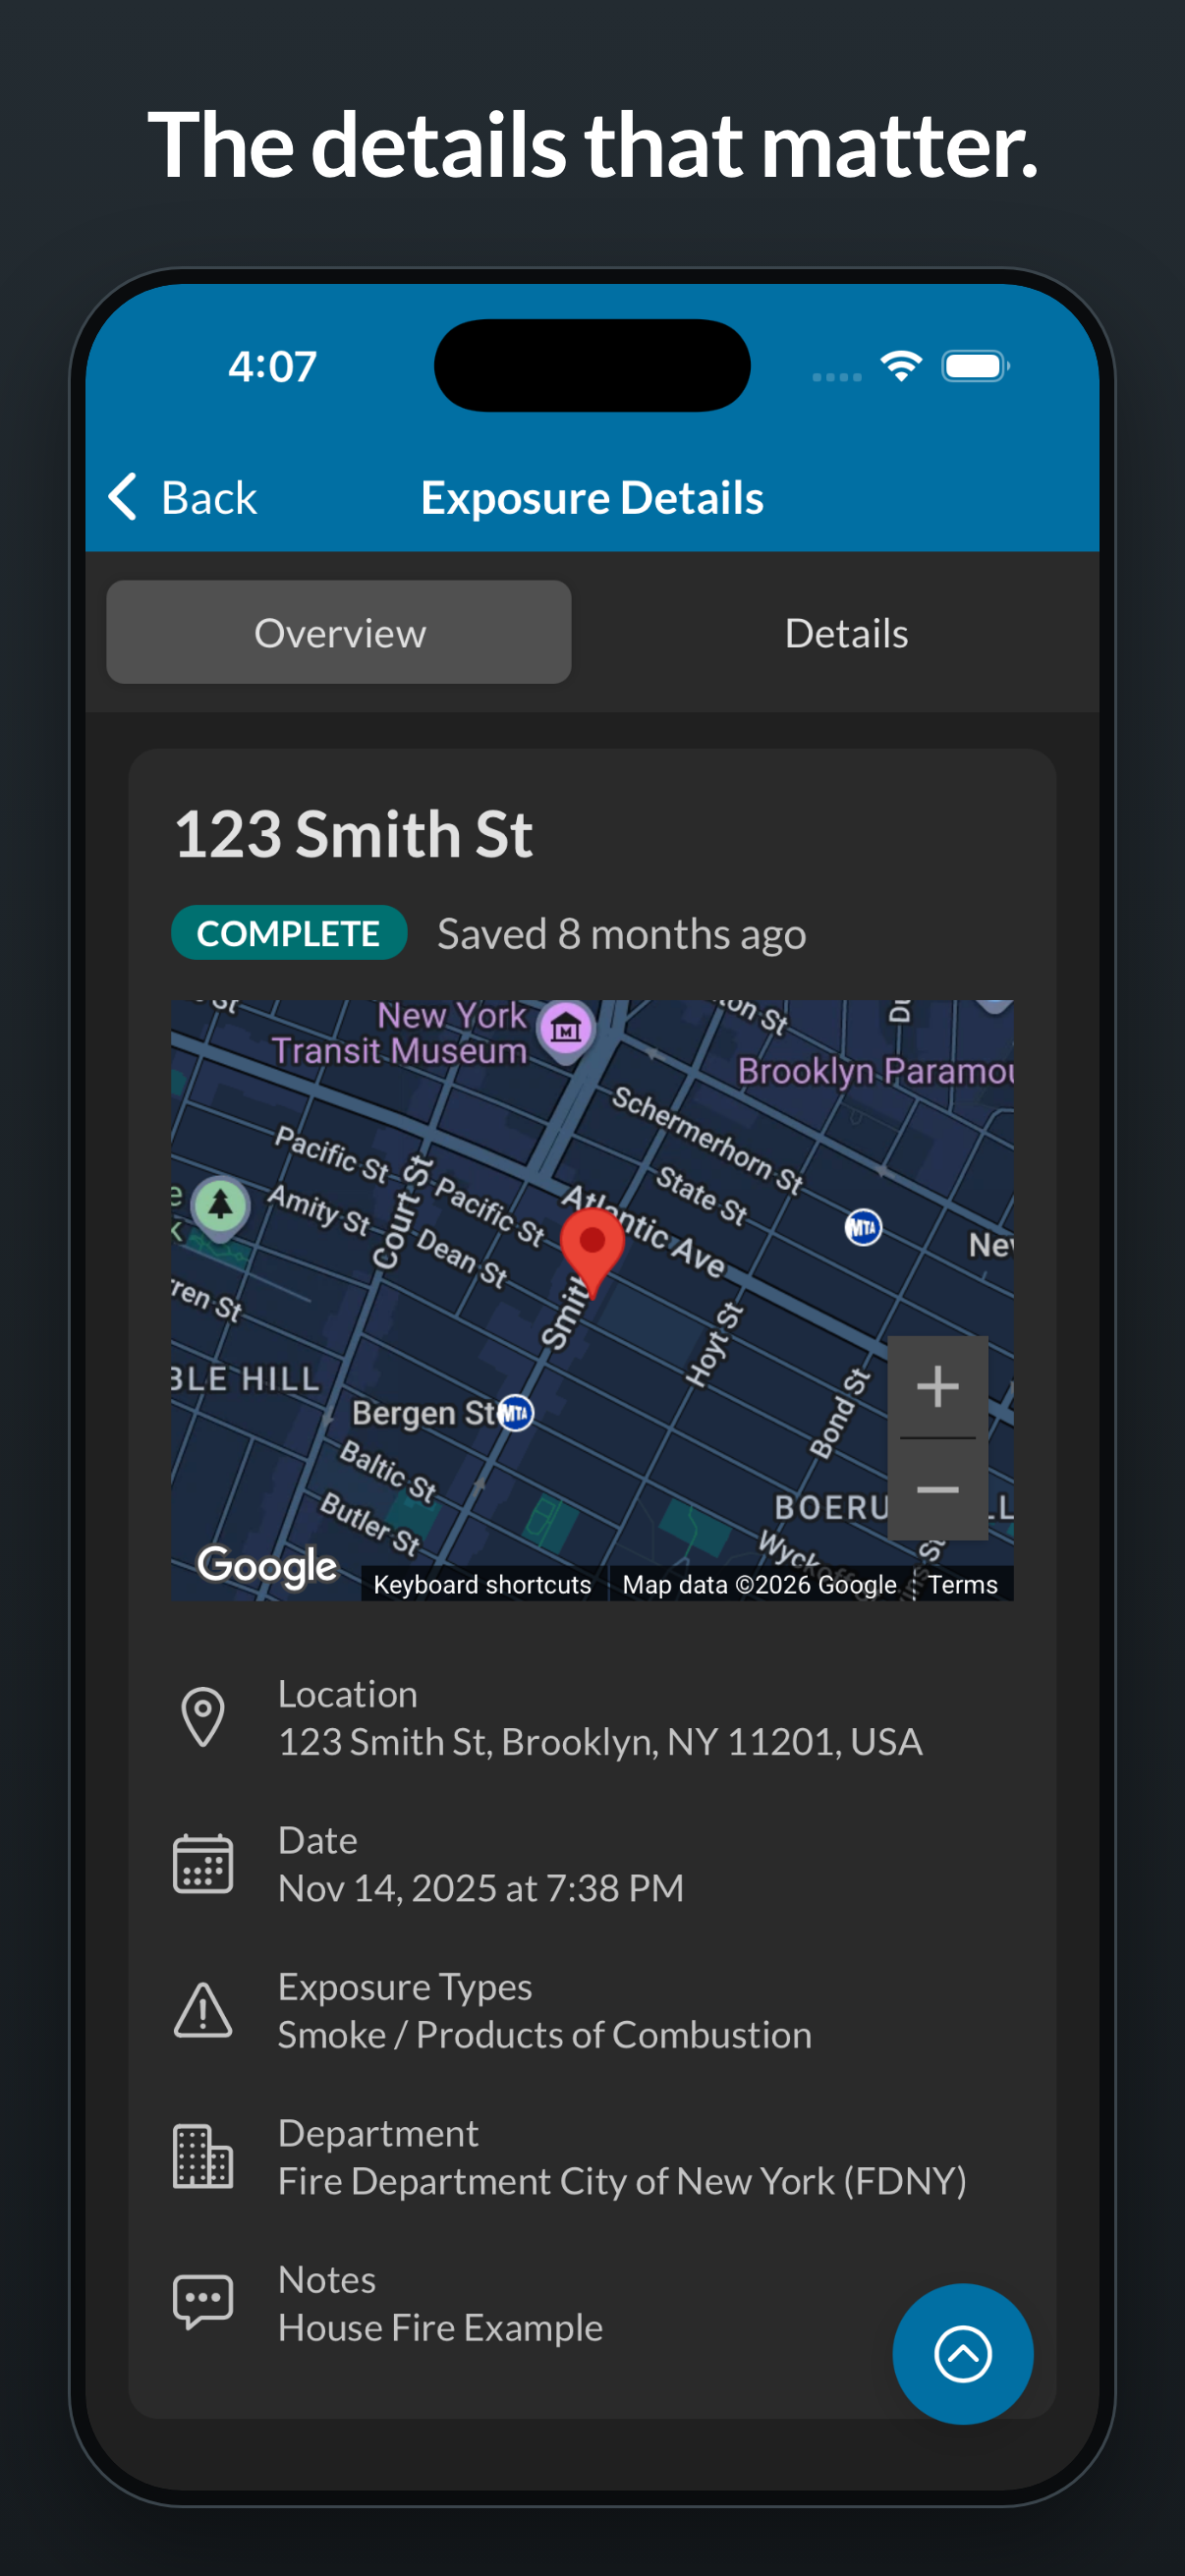 The details that matter.
4:07
Back
Exposure Details
Overview
Details
123 Smith St
COMPLETE
Saved 8 months ago
New York
Transit Museum
Brooklyn
Schermerhorn St
Pacific St
Court St
Pacific St
State St
Amity St
Atlantic Ave
MTA
Dean St
Smith
Hoyt St
HILL
Bergen St
MTA
Bond St
Baltic St
Butler St
Google
Keyboard shortcuts
Map data ©2026 Google
Terms
Location
123 Smith St, Brooklyn, NY 11201, USA
Date
Nov 14, 2025 at 7:38 PM
Exposure Types
Smoke / Products of Combustion
Department
Fire Department City of New York (FDNY)
Notes
House Fire Example